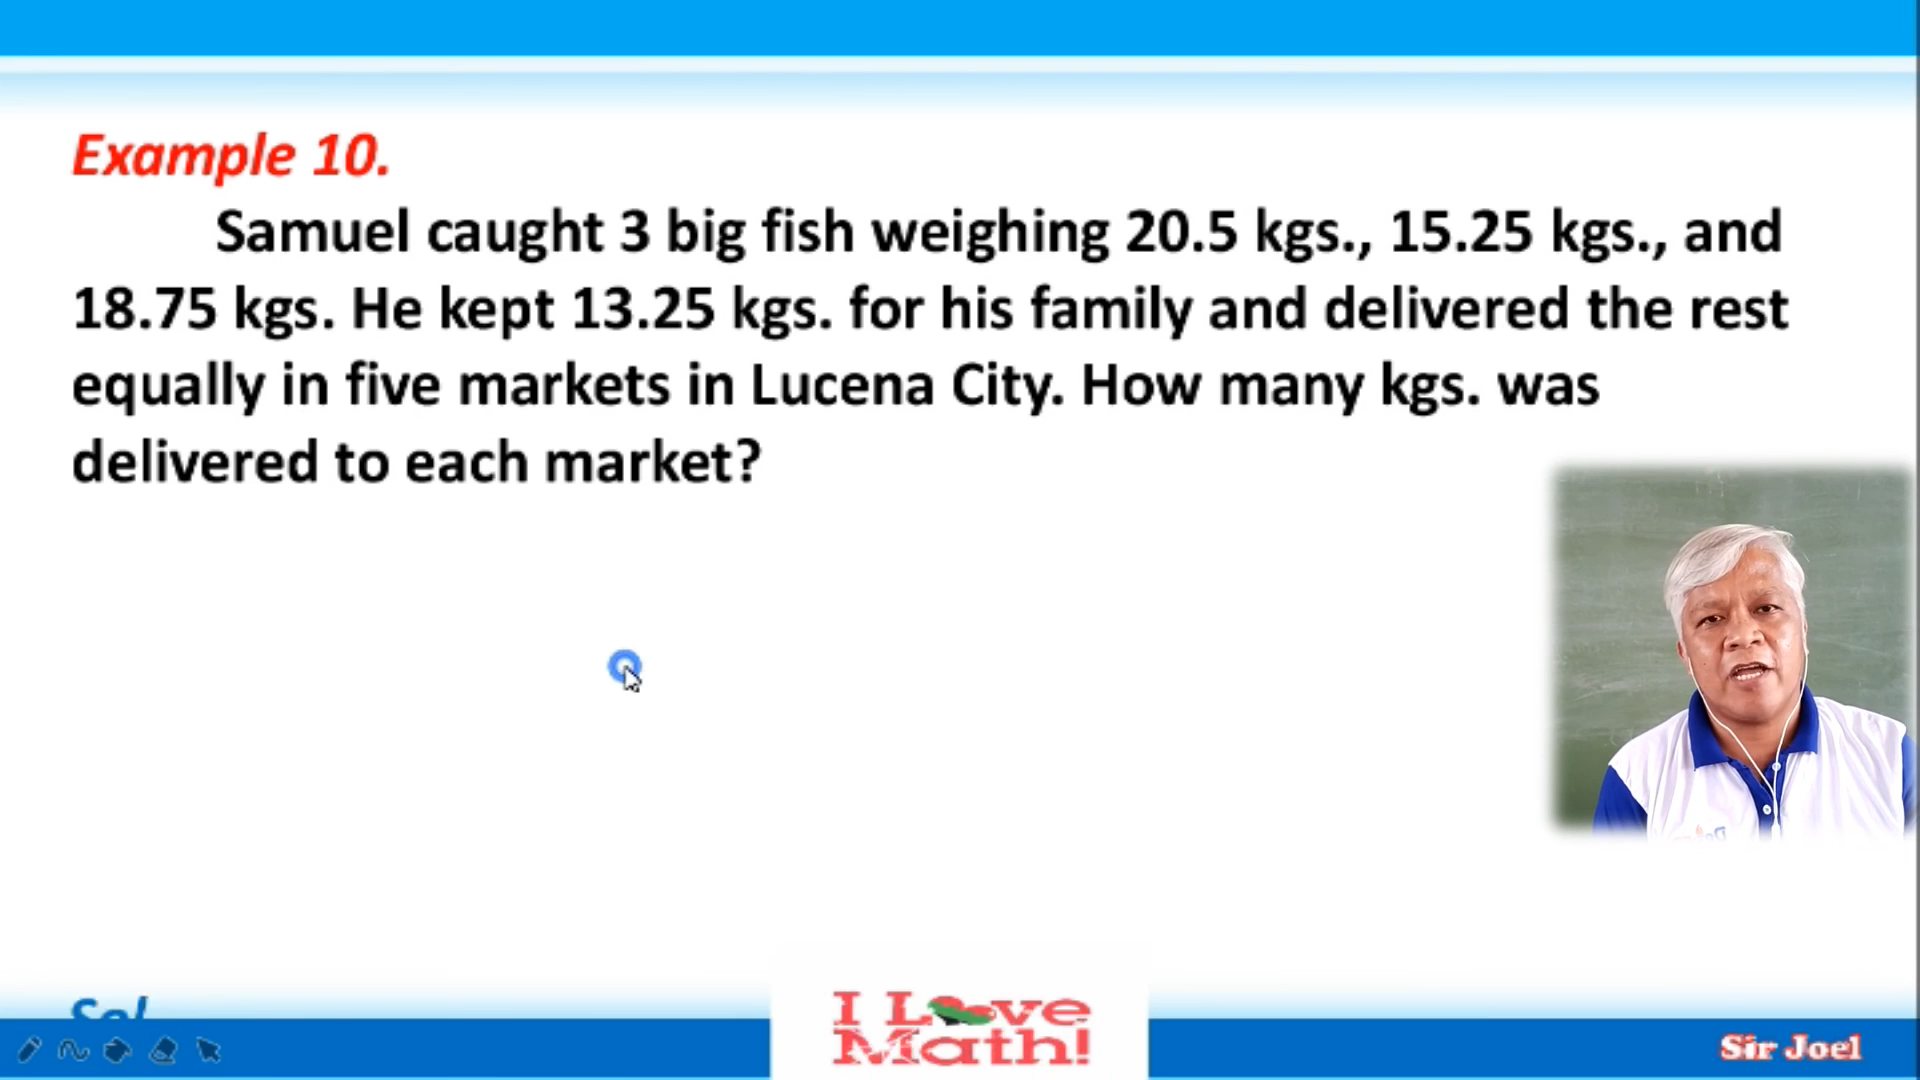 Example 10.
Samuel caught 3 big fish weighing 20.5 kgs., 15.25 kgs., and
18.75 kgs. He kept 13.25 kgs. for his family and delivered the rest
equally in five markets in Lucena City. How many kgs. was
delivered to each market?
Sol
I Love
Math!
Sir Joel